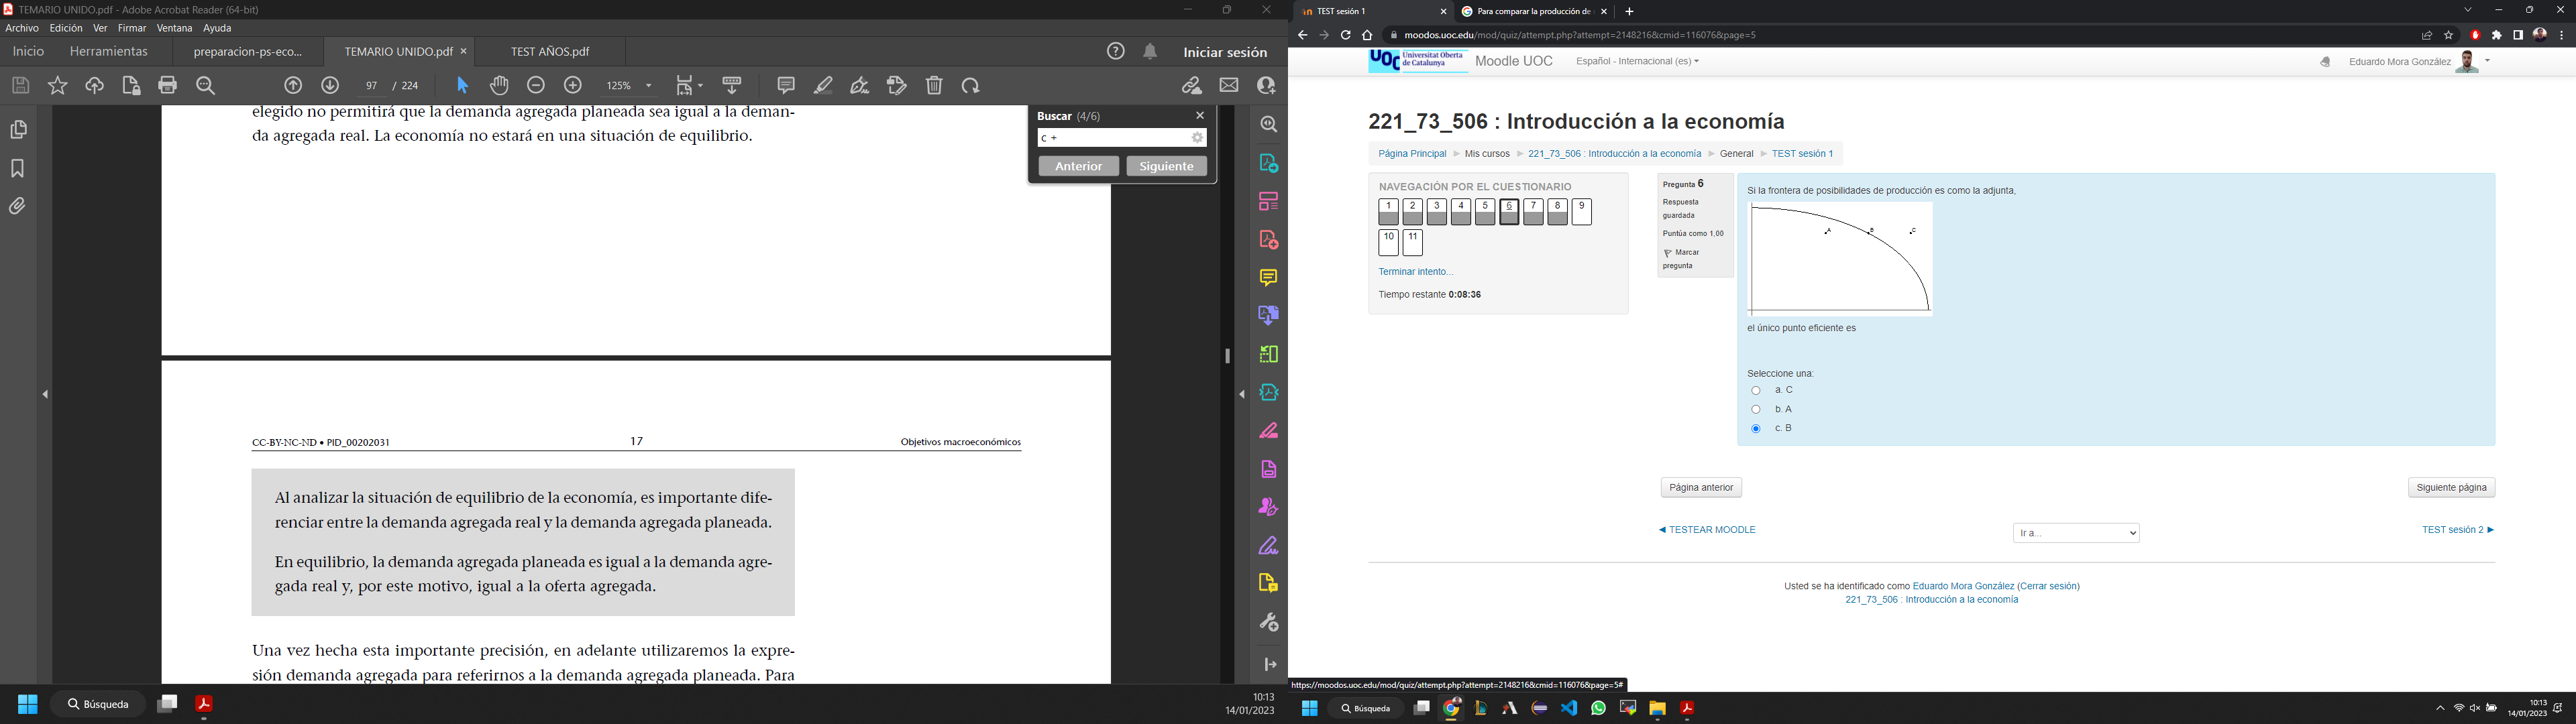 TEMARIO UNIDO.pdf - Adobe Acrobat Reader (64-bit)
Archivo Edición Ver Firmar Ventana Ayuda
Inicio Herramientas preparacion-ps-eco... TEMARIO UNIDO.pdf × TEST AÑOS.pdf Iniciar sesión
97 / 224 125%
elegido no permitirá que la demanda agregada planeada sea igual a la deman-
da agregada real. La economía no estará en una situación de equilibrio.
Buscar (4/6)
c +
Anterior Siguiente
CC-BY-NC-ND • PID_00202031 17 Objetivos macroeconómicos
Al analizar la situación de equilibrio de la economía, es importante dife-
renciar entre la demanda agregada real y la demanda agregada planeada.
En equilibrio, la demanda agregada planeada es igual a la demanda agre-
gada real y, por este motivo, igual a la oferta agregada.
Una vez hecha esta importante precisión, en adelante utilizaremos la expre-
sión demanda agregada para referirnos a la demanda agregada planeada. Para
Búsqueda
10:13
14/01/2023
TEST sesión 1 Para comparar la producción de
moodos.uoc.edu/mod/quiz/attempt.php?attempt=2148216&cmid=116076&page=5
UOC Universitat Oberta
de Catalunya
Moodle UOC Español - Internacional (es) Eduardo Mora González
221_73_506 : Introducción a la economía
Página Principal ► Mis cursos ► 221_73_506 : Introducción a la economía ► General ► TEST sesión 1
NAVEGACIÓN POR EL CUESTIONARIO
1 2 3 4 5 6 7 8 9
10 11
Terminar intento...
Tiempo restante 0:08:36
Pregunta 6
Respuesta
guardada
Puntúa como 1,00
Marcar
pregunta
Si la frontera de posibilidades de producción es como la adjunta,
A B C
el único punto eficiente es
Seleccione una:
a. C
b. A
c. B
Página anterior Siguiente página
◄ TESTEAR MOODLE Ir a... TEST sesión 2 ►
Usted se ha identificado como Eduardo Mora González (Cerrar sesión)
221_73_506 : Introducción a la economía
https://moodos.uoc.edu/mod/quiz/attempt.php?attempt=2148216&cmid=116076&page=5#
Búsqueda
10:13
14/01/2023